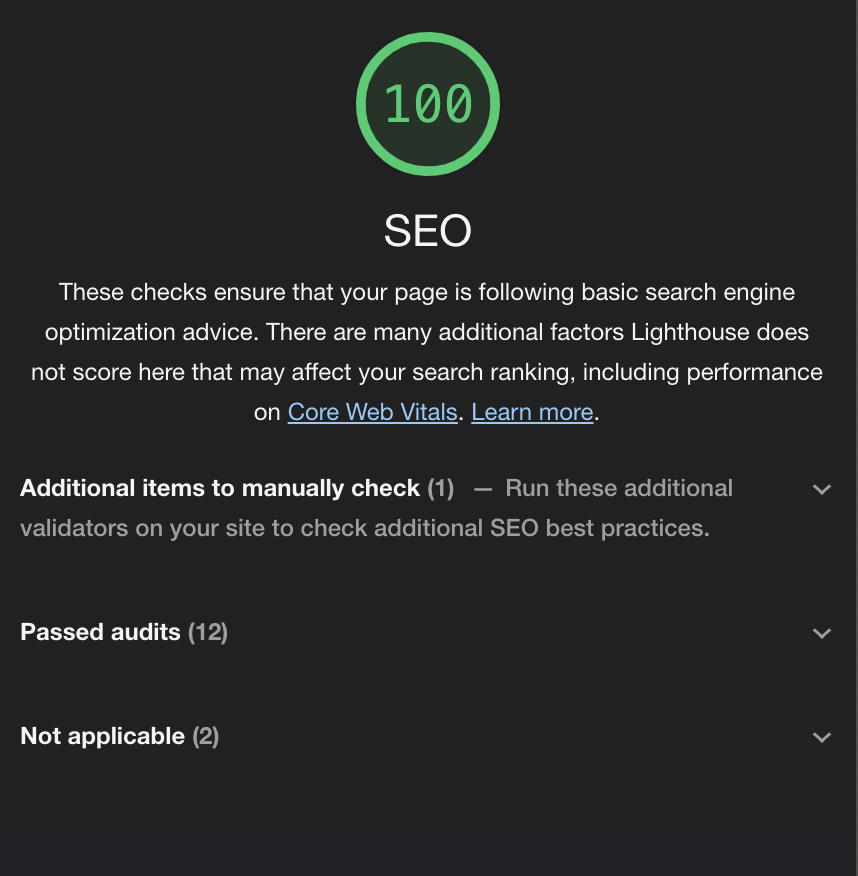 100
SEO
These checks ensure that your page is following basic search engine
optimization advice. There are many additional factors Lighthouse does
not score here that may affect your search ranking, including performance
on Core Web Vitals. Learn more.
Additional items to manually check (1) — Run these additional
validators on your site to check additional SEO best practices.
Passed audits (12)
Not applicable (2)